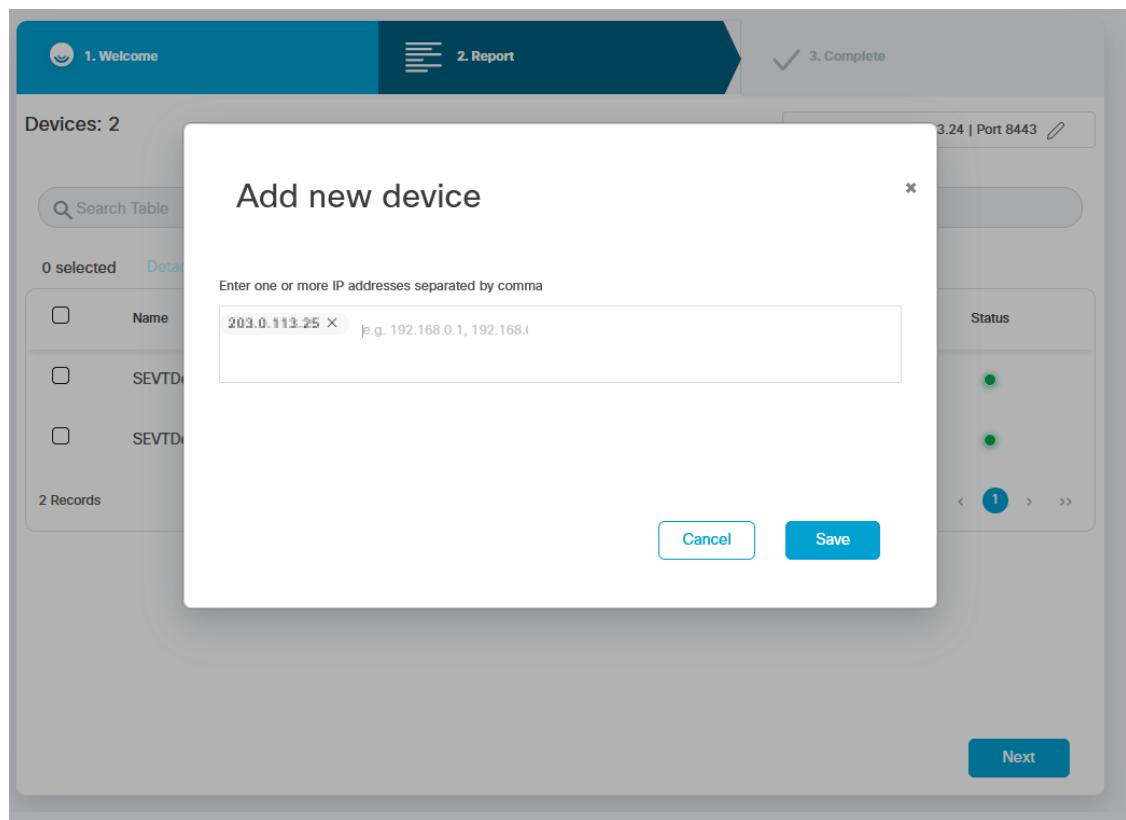 1. Welcome
2. Report
3. Complete
Devices: 2
3.24 | Port 8443
Add new device
Search Table
0 selected
Enter one or more IP addresses separated by comma
Name
Status
203.0.113.25
e.g. 192.168.0.1, 192.168.
SEVTD
SEVTD
2 Records
< 1 > >>
Cancel
Save
Next